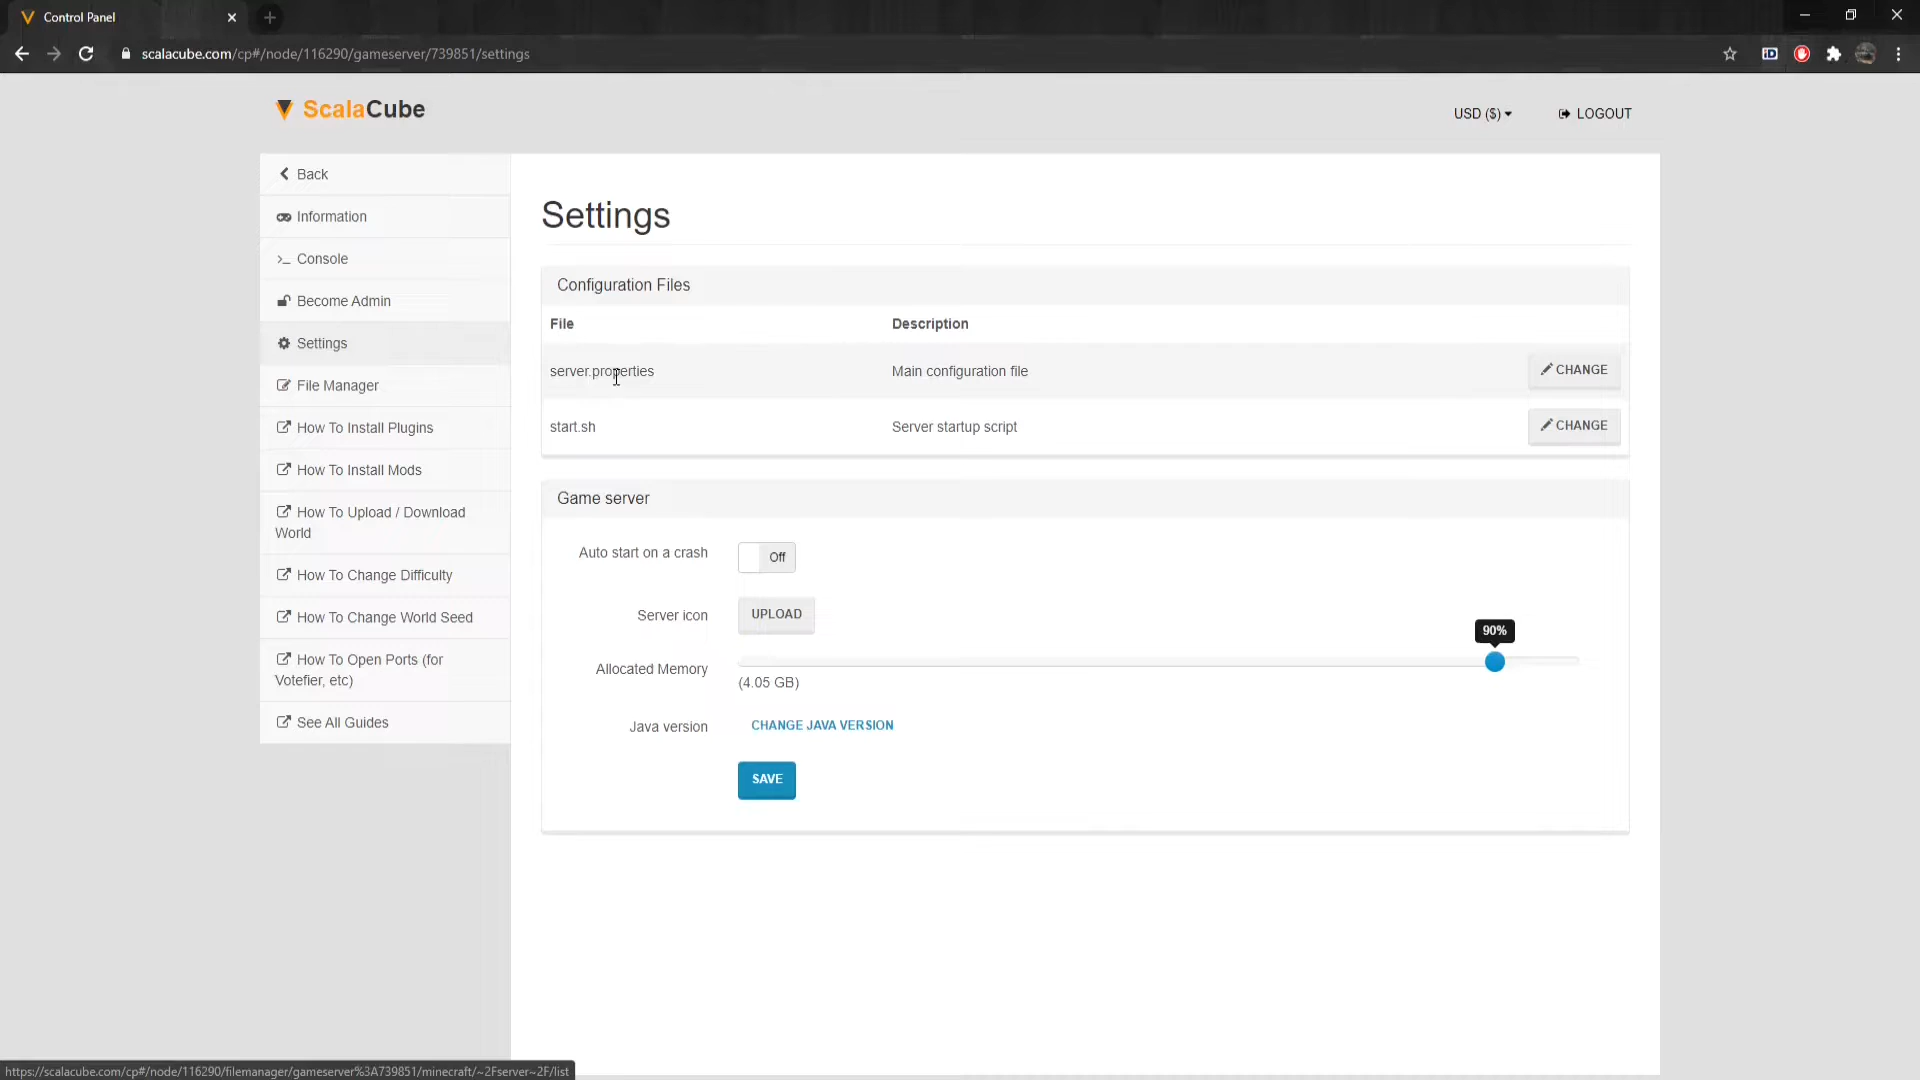 Control Panel
scalacube.com/cp#/node/116290/gameserver/739851/settings
ScalaCube
USD ($)
LOGOUT
Back
Information
Console
Become Admin
Settings
File Manager
How To Install Plugins
How To Install Mods
How To Upload / Download
World
How To Change Difficulty
How To Change World Seed
How To Open Ports (for
Votefier, etc)
See All Guides
Settings
Configuration Files
File Description
server.properties Main configuration file CHANGE
start.sh Server startup script CHANGE
Game server
Auto start on a crash Off
Server icon UPLOAD
90%
Allocated Memory
(4.05 GB)
Java version CHANGE JAVA VERSION
SAVE
https://scalacube.com/cp#/node/116290/filemanager/gameserver%3A739851/minecraft/~2Fserver~2F/list